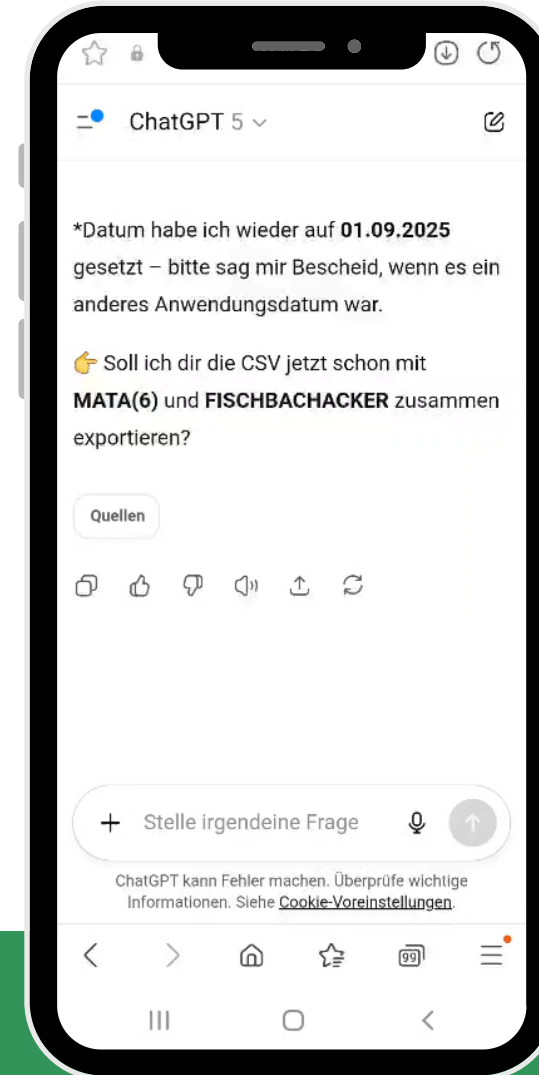 ChatGPT 5
*Datum habe ich wieder auf 01.09.2025
gesetzt – bitte sag mir Bescheid, wenn es ein
anderes Anwendungsdatum war.
👉 Soll ich dir die CSV jetzt schon mit
MATA(6) und FISCHBACHACKER zusammen
exportieren?
Quellen
Stelle irgendeine Frage
ChatGPT kann Fehler machen. Überprüfe wichtige
Informationen. Siehe Cookie-Voreinstellungen.
99